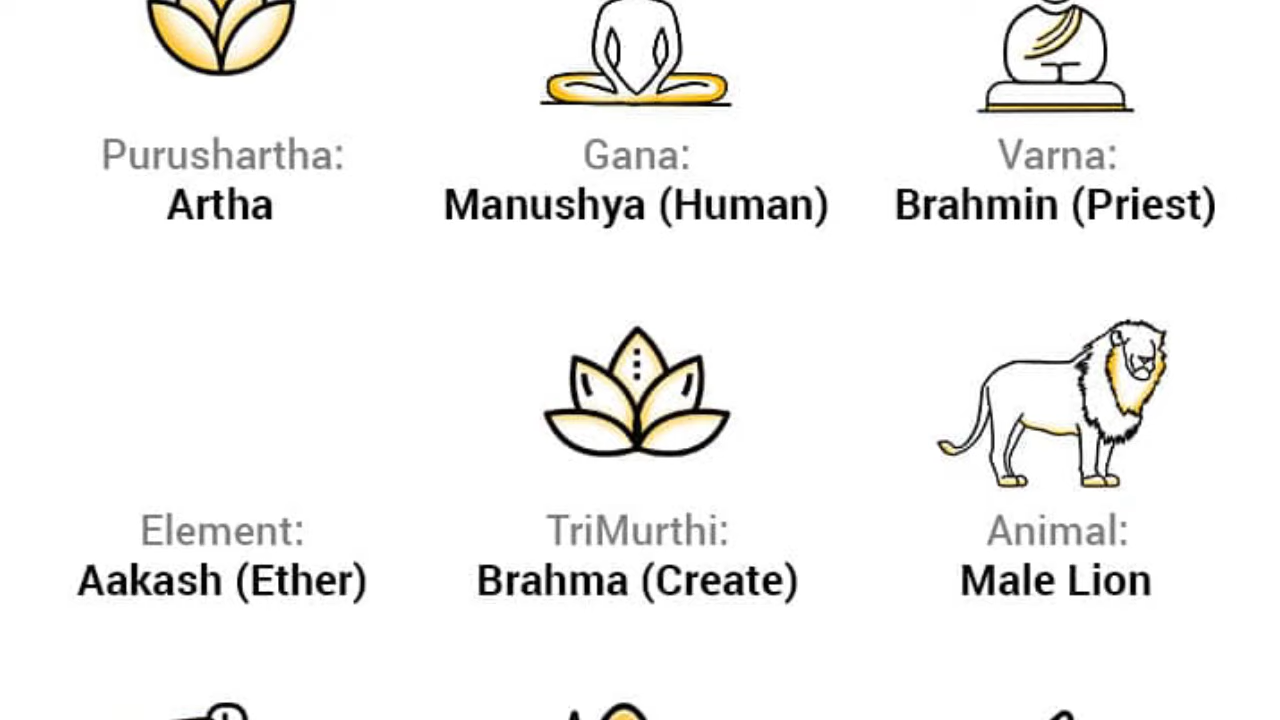 Purushartha:
Artha
Gana:
Manushya (Human)
Varna:
Brahmin (Priest)
Element:
Aakash (Ether)
TriMurthi:
Brahma (Create)
Animal:
Male Lion